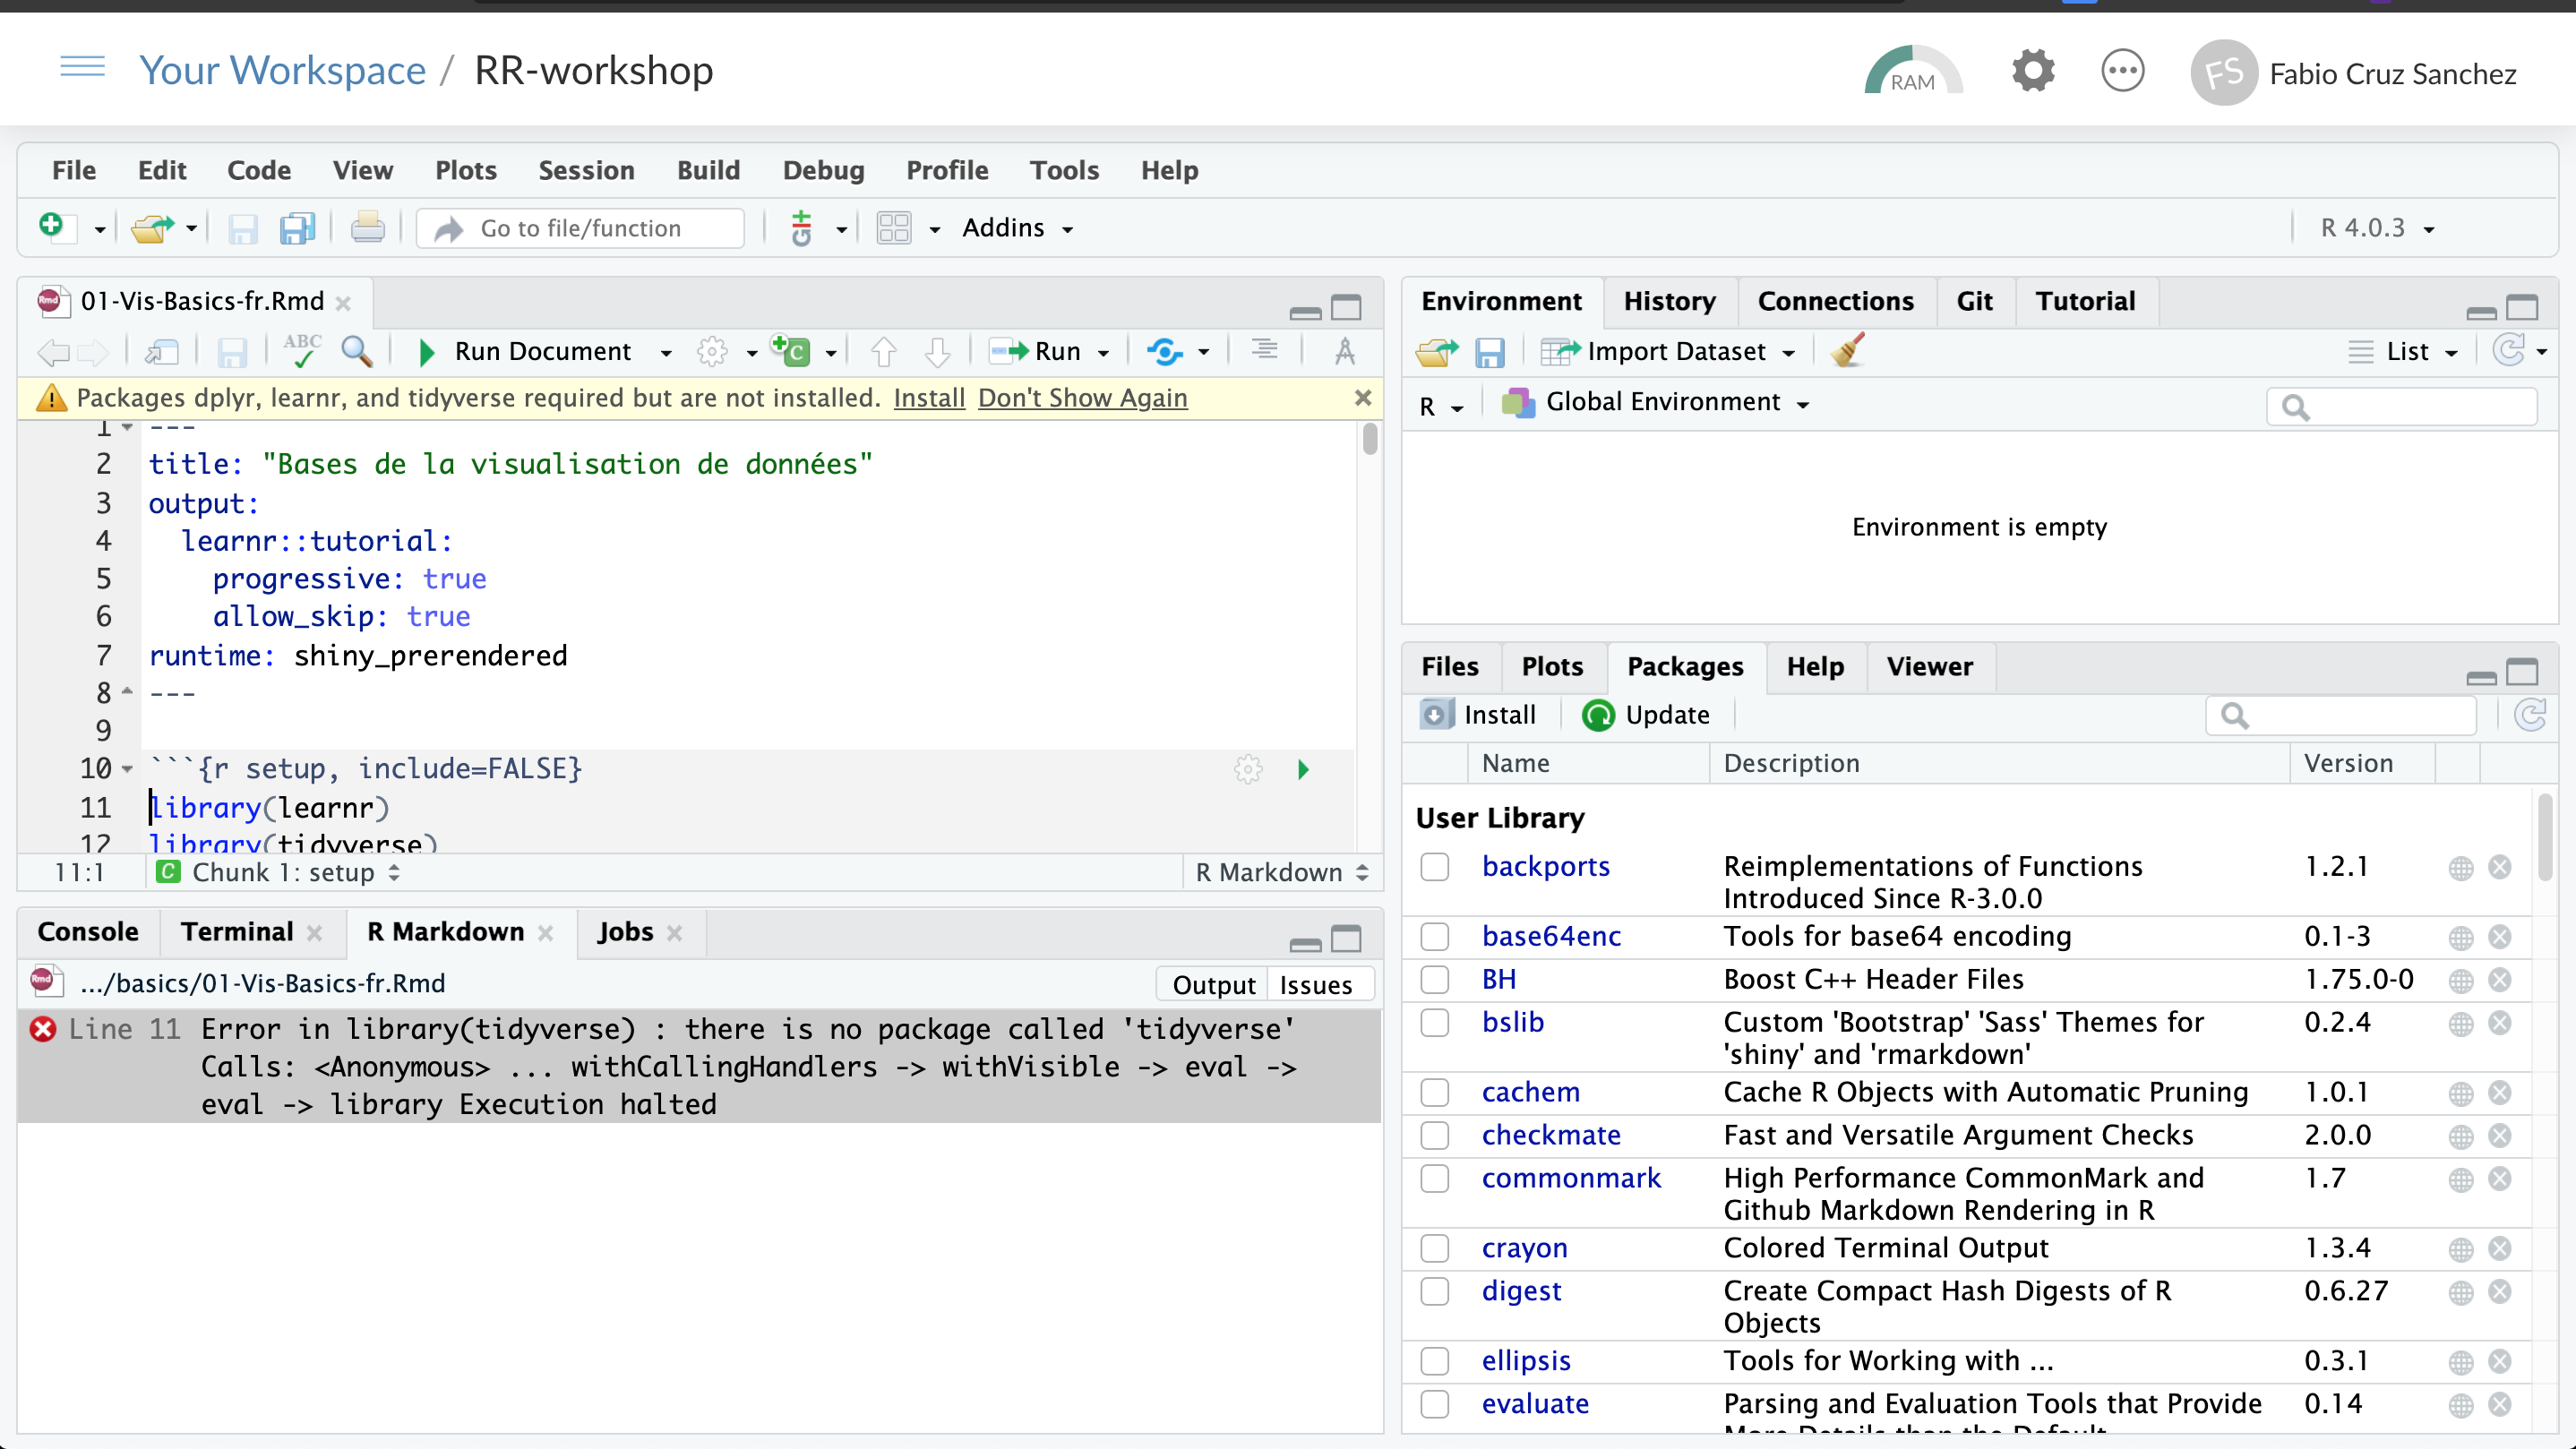 Your Workspace / RR-workshop
RAM
FS
Fabio Cruz Sanchez
File Edit Code View Plots Session Build Debug Profile Tools Help
Go to file/function
Addins
R 4.0.3
01-Vis-Basics-fr.Rmd
ABC
Run Document
Run
Packages dplyr, learnr, and tidyverse required but are not installed. Install Don't Show Again
1 ---
2 title: "Bases de la visualisation de données"
3 output:
4 learnr::tutorial:
5 progressive: true
6 allow_skip: true
7 runtime: shiny_prerendered
8 ---
9
10 ```{r setup, include=FALSE}
11 library(learnr)
12 library(tidyverse)
11:1
C Chunk 1: setup
R Markdown
Console Terminal R Markdown Jobs
Rmd .../basics/01-Vis-Basics-fr.Rmd
Output Issues
Line 11 Error in library(tidyverse) : there is no package called 'tidyverse'
Calls: <Anonymous> ... withCallingHandlers -> withVisible -> eval ->
eval -> library Execution halted
Environment History Connections Git Tutorial
Import Dataset
List
R Global Environment
Environment is empty
Files Plots Packages Help Viewer
Install Update
Name Description Version
User Library
backports Reimplementations of Functions 1.2.1
Introduced Since R-3.0.0
base64enc Tools for base64 encoding 0.1-3
BH Boost C++ Header Files 1.75.0-0
bslib Custom 'Bootstrap' 'Sass' Themes for 0.2.4
'shiny' and 'rmarkdown'
cachem Cache R Objects with Automatic Pruning 1.0.1
checkmate Fast and Versatile Argument Checks 2.0.0
commonmark High Performance CommonMark and 1.7
Github Markdown Rendering in R
crayon Colored Terminal Output 1.3.4
digest Create Compact Hash Digests of R 0.6.27
Objects
ellipsis Tools for Working with ... 0.3.1
evaluate Parsing and Evaluation Tools that Provide 0.14
More Details than the Default